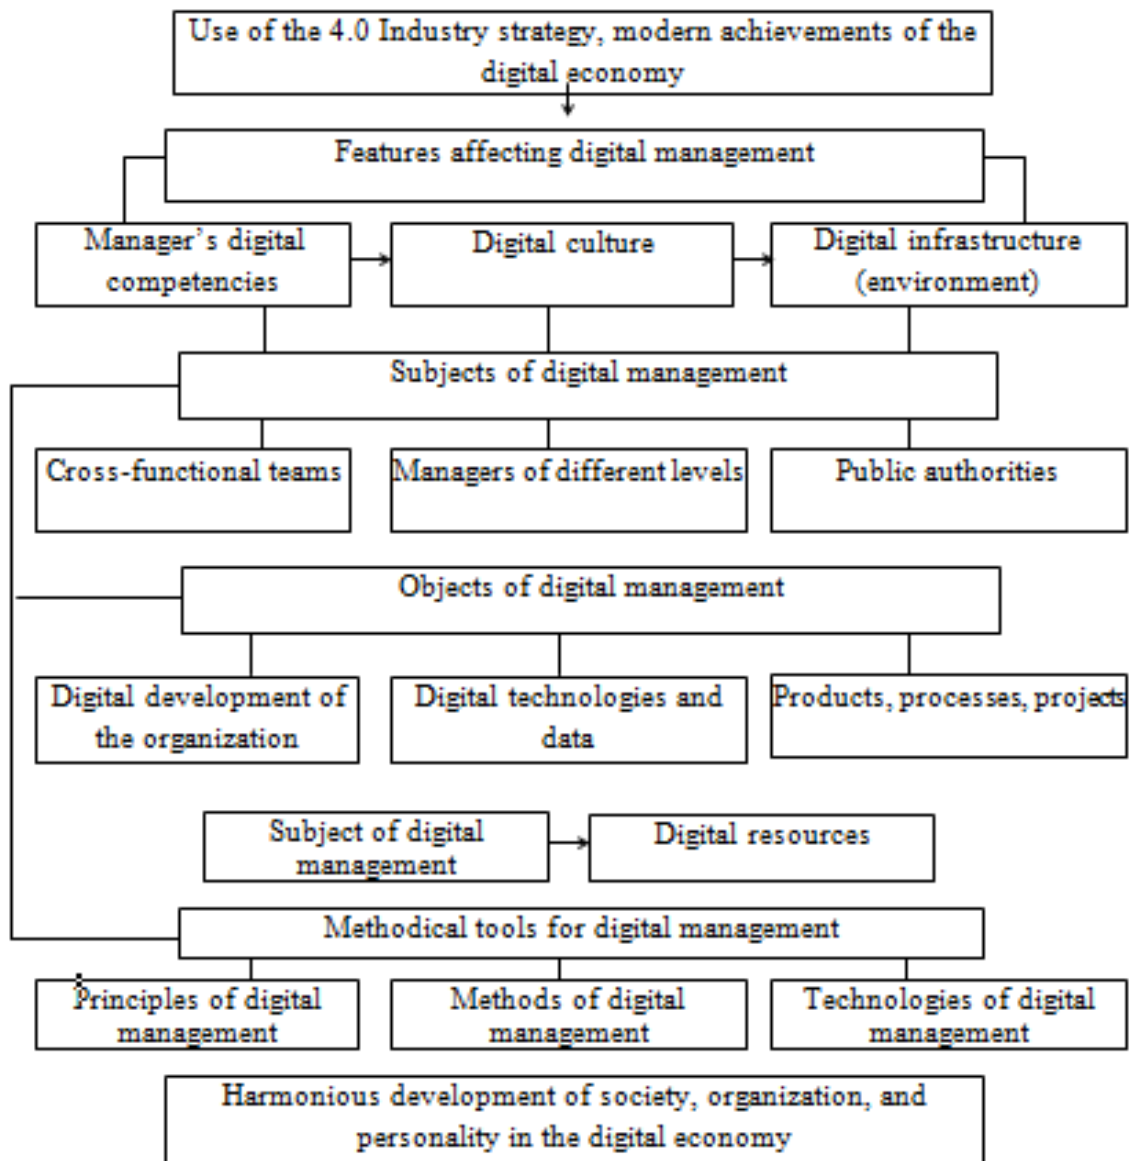 Use of the 4.0 Industry strategy, modern achievements of the
digital economy
Features affecting digital management
Manager's digital
competencies
Digital culture
Digital infrastructure
(environment)
Subjects of digital management
Cross-functional teams
Managers of different levels
Public authorities
Objects of digital management
Digital development of
the organization
Digital technologies and
data
Products, processes, projects
Subject of digital
management
Digital resources
Methodical tools for digital management
Principles of digital
management
Methods of digital
management
Technologies of digital
management
Harmonious development of society, organization, and
personality in the digital economy